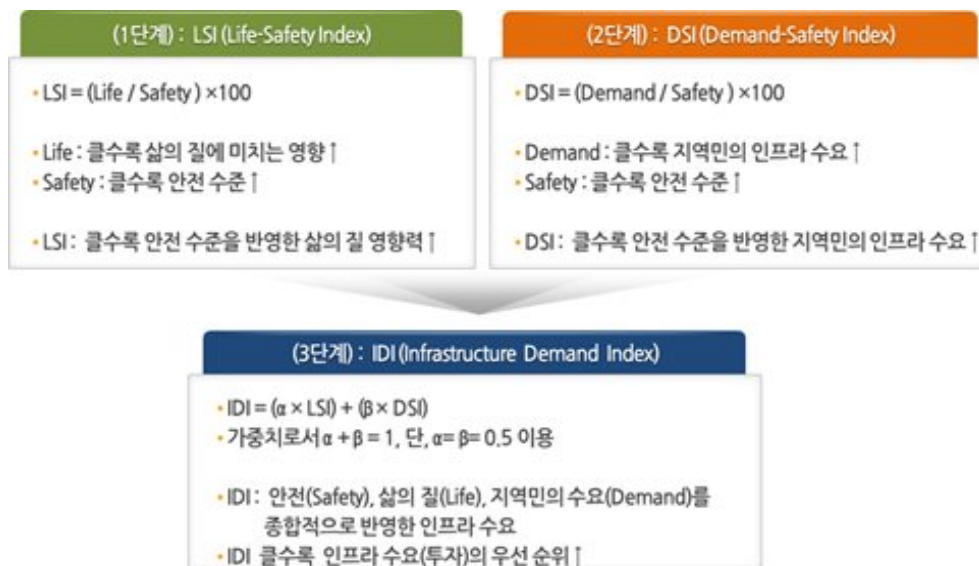 (1단계) : LSI (Life-Safety Index)
• LSI = (Life / Safety ) ×100
• Life : 클수록 삶의 질에 미치는 영향↑
• Safety : 클수록 안전 수준↑
• LSI : 클수록 안전 수준을 반영한 삶의 질 영향력↑
(2단계) : DSI (Demand-Safety Index)
• DSI = (Demand / Safety ) ×100
• Demand : 클수록 지역민의 인프라 수요↑
• Safety : 클수록 안전 수준↑
• DSI : 클수록 안전 수준을 반영한 지역민의 인프라 수요↑
(3단계) : IDI (Infrastructure Demand Index)
• IDI = (α × LSI) + (β × DSI)
• 가중치로서 α + β = 1, 단, α= β= 0.5 이용
• IDI : 안전(Safety), 삶의 질(Life), 지역민의 수요(Demand)를
종합적으로 반영한 인프라 수요
• IDI 클수록 인프라 수요(투자)의 우선 순위↑